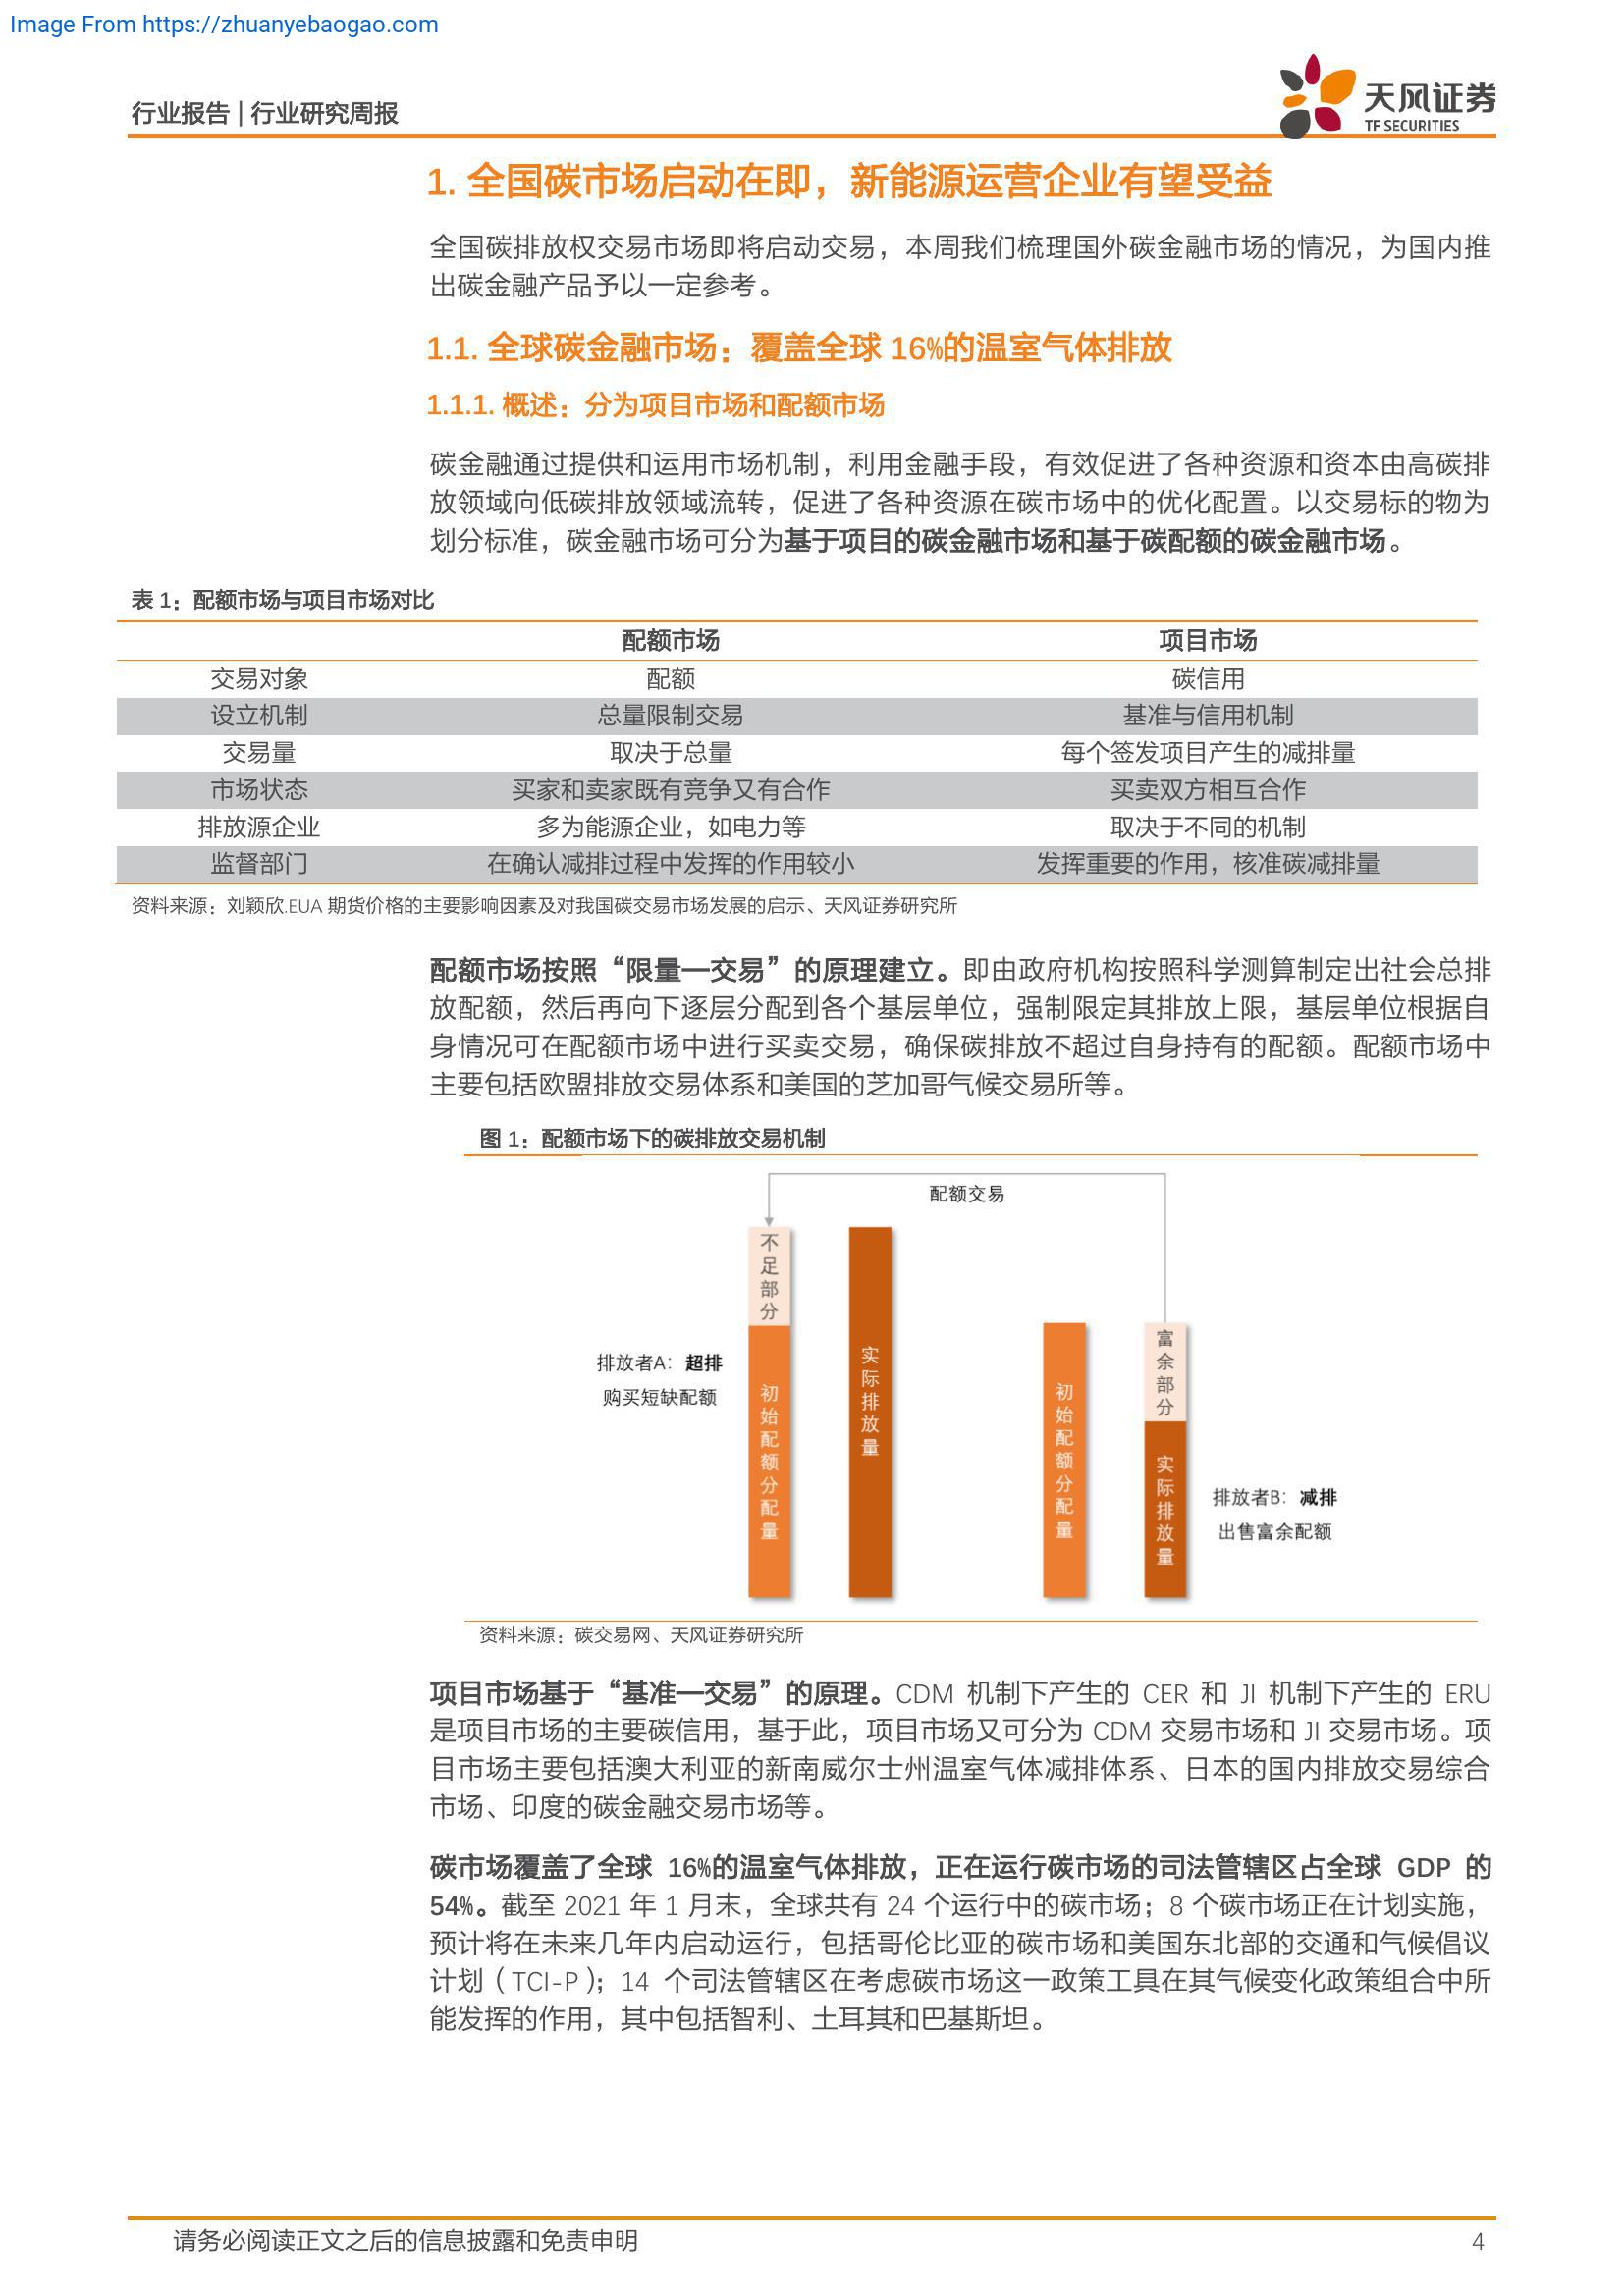 Image From https://zhuanyebaogao.com
行业报告 | 行业研究周报
天风证券
TF SECURITIES
1. 全国碳市场启动在即，新能源运营企业有望受益
全国碳排放权交易市场即将启动交易，本周我们梳理国外碳金融市场的情况，为国内推
出碳金融产品予以一定参考。
1.1. 全球碳金融市场：覆盖全球 16%的温室气体排放
1.1.1. 概述：分为项目市场和配额市场
碳金融通过提供和运用市场机制，利用金融手段，有效促进了各种资源和资本由高碳排
放领域向低碳排放领域流转，促进了各种资源在碳市场中的优化配置。以交易标的物为
划分标准，碳金融市场可分为基于项目的碳金融市场和基于碳配额的碳金融市场。
表 1：配额市场与项目市场对比
配额市场 项目市场
交易对象 配额 碳信用
设立机制 总量限制交易 基准与信用机制
交易量 取决于总量 每个签发项目产生的减排量
市场状态 买家和卖家既有竞争又有合作 买卖双方相互合作
排放源企业 多为能源企业，如电力等 取决于不同的机制
监督部门 在确认减排过程中发挥的作用较小 发挥重要的作用，核准碳减排量
资料来源：刘颖欣.EUA 期货价格的主要影响因素及对我国碳交易市场发展的启示、天风证券研究所
配额市场按照“限量—交易”的原理建立。即由政府机构按照科学测算制定出社会总排
放配额，然后再向下逐层分配到各个基层单位，强制限定其排放上限，基层单位根据自
身情况可在配额市场中进行买卖交易，确保碳排放不超过自身持有的配额。配额市场中
主要包括欧盟排放交易体系和美国的芝加哥气候交易所等。
图 1：配额市场下的碳排放交易机制
配额交易
不足部分
初始配额分配量
实际排放量
排放者A：超排
购买短缺配额
初始配额分配量
富余部分
实际排放量
排放者B：减排
出售富余配额
资料来源：碳交易网、天风证券研究所
项目市场基于“基准—交易”的原理。CDM 机制下产生的 CER 和 JI 机制下产生的 ERU
是项目市场的主要碳信用，基于此，项目市场又可分为 CDM 交易市场和 JI 交易市场。项
目市场主要包括澳大利亚的新南威尔士州温室气体减排体系、日本的国内排放交易综合
市场、印度的碳金融交易市场等。
碳市场覆盖了全球 16%的温室气体排放，正在运行碳市场的司法管辖区占全球 GDP 的
54%。截至 2021 年 1 月末，全球共有 24 个运行中的碳市场；8 个碳市场正在计划实施，
预计将在未来几年内启动运行，包括哥伦比亚的碳市场和美国东北部的交通和气候倡议
计划（TCI-P）；14 个司法管辖区在考虑碳市场这一政策工具在其气候变化政策组合中所
能发挥的作用，其中包括智利、土耳其和巴基斯坦。
请务必阅读正文之后的信息披露和免责申明 4